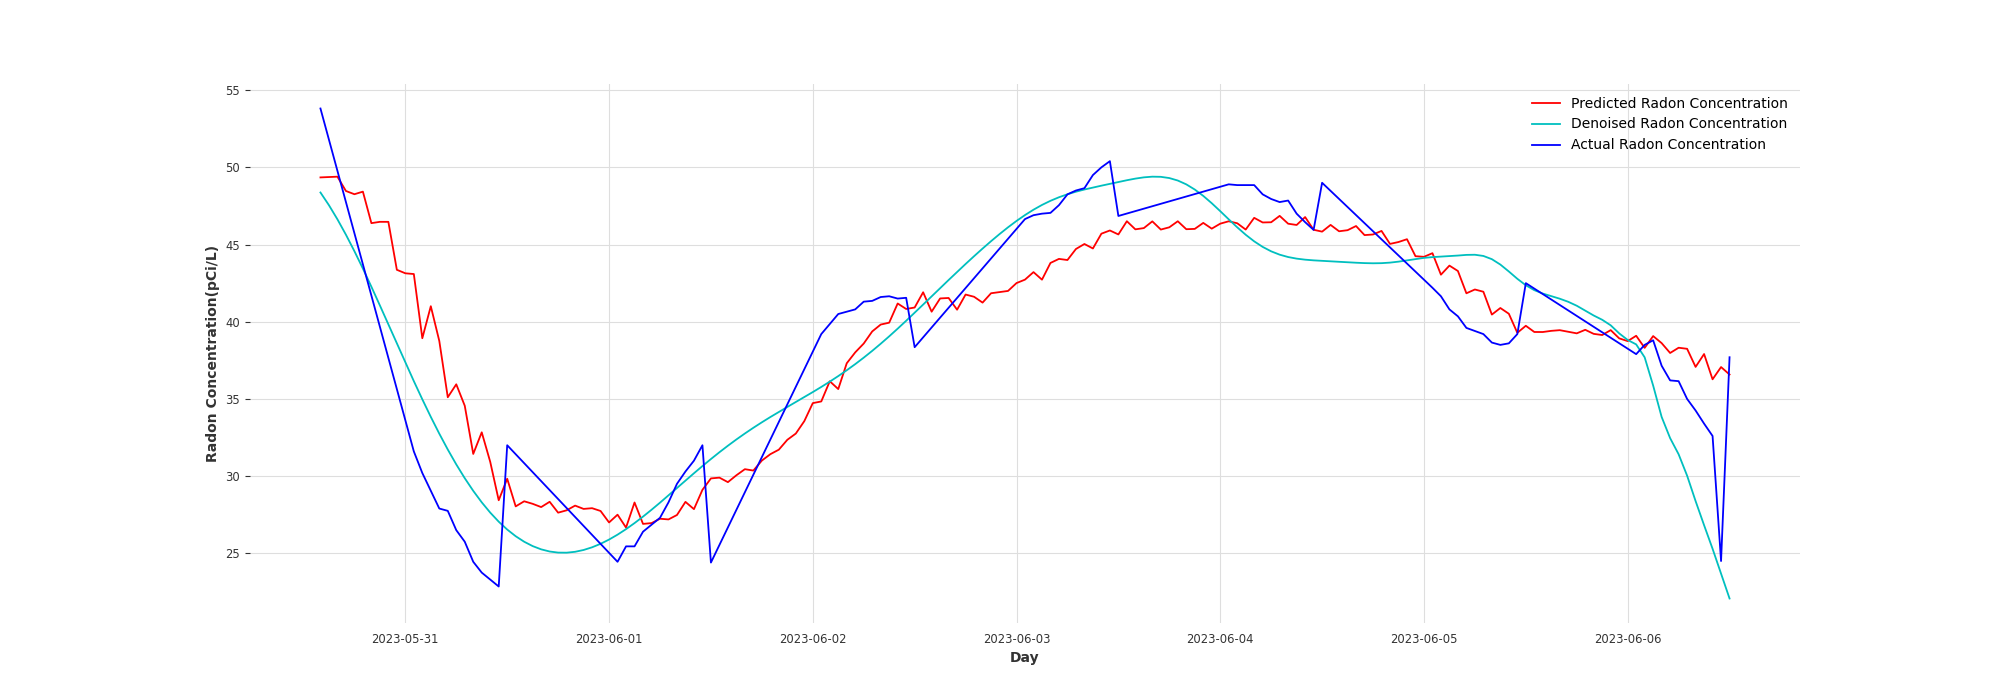 55
50
45
40
35
30
25
Radon Concentration(pCi/L)
Predicted Radon Concentration
Denoised Radon Concentration
Actual Radon Concentration
2023-05-31 2023-06-01 2023-06-02 2023-06-03 2023-06-04 2023-06-05 2023-06-06
Day